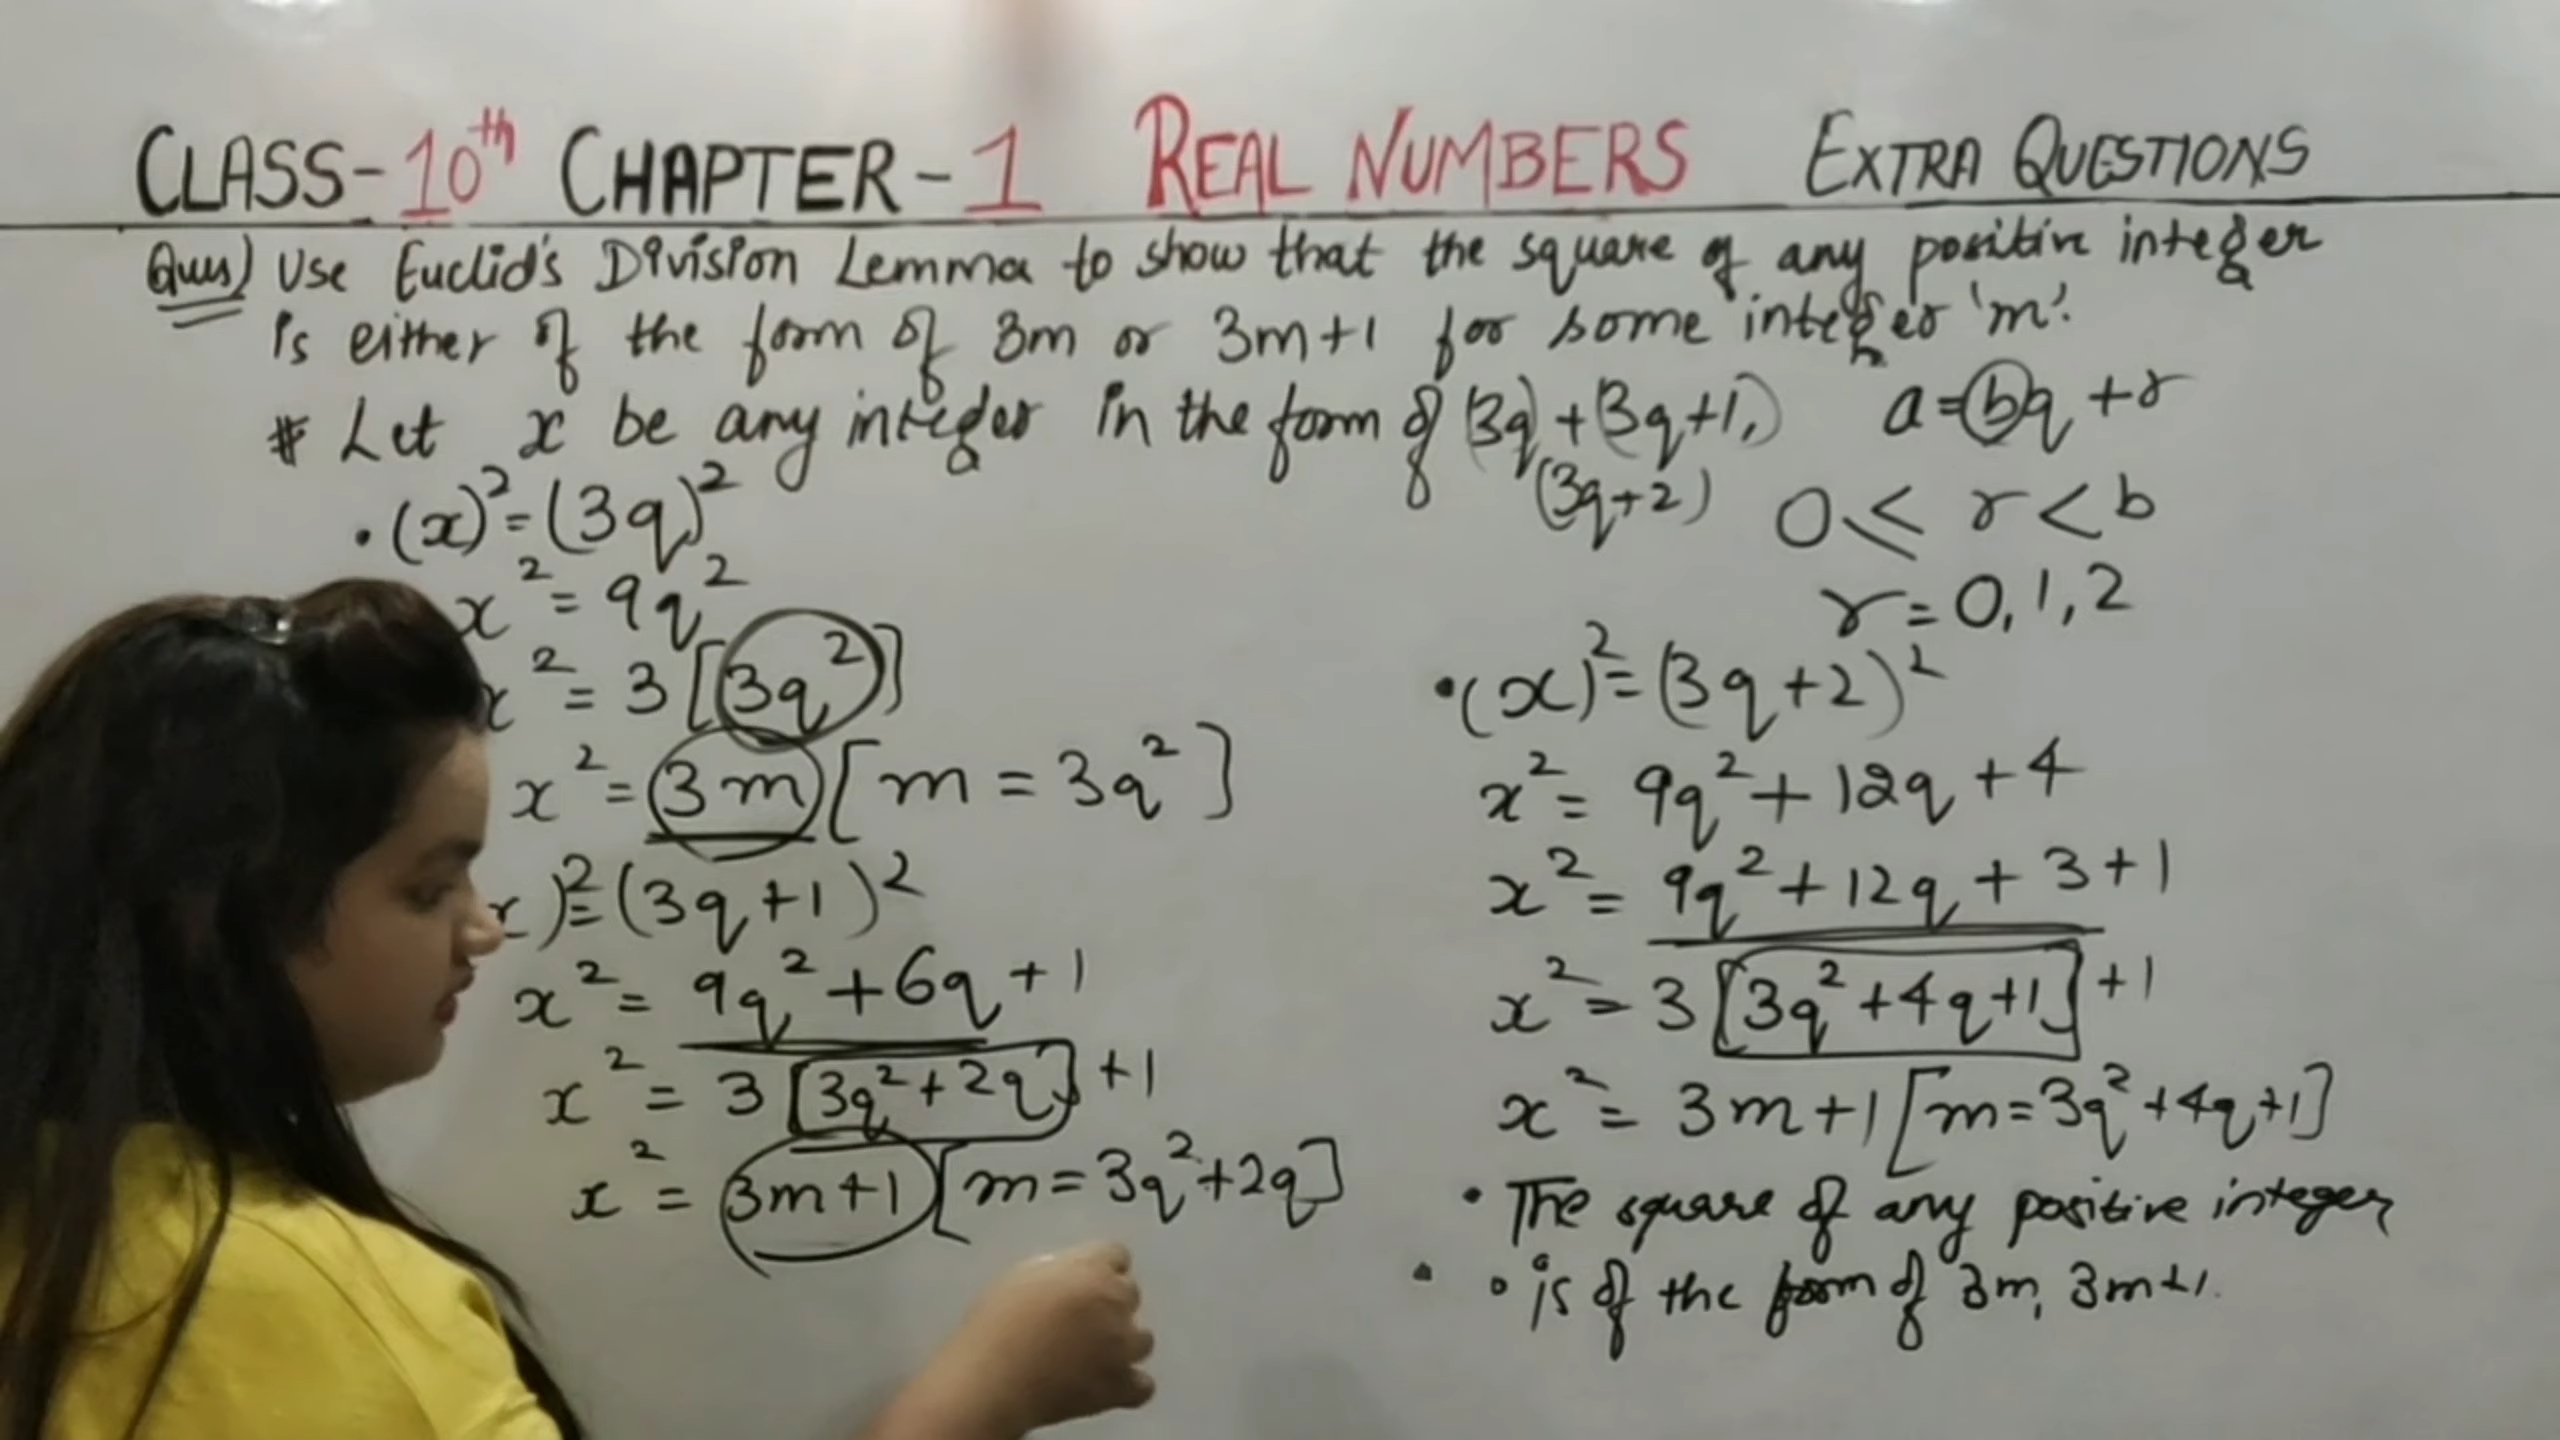 CLASS-10th CHAPTER-1 REAL NUMBERS EXTRA QUESTIONS
Ques) Use Euclid's Division Lemma to show that the square of any positive integer
is either of the form of 3m or 3m+1 for some integer 'm'.
* Let x be any integer in the form of (3q)+(3q+1,)
(3q+2)
a=bq+r
0≤r<b
r=0,1,2
•(x)²=(3q)²
x²=9q²
x²=3[3q²]
x²=3m[m=3q²]
x)²=(3q+1)²
x²=9q²+6q+1
x²=3[3q²+2q]+1
x²=3m+1[m=3q²+2q]
•(x)²=(3q+2)²
x²=9q²+12q+4
x²=9q²+12q+3+1
x²=3[3q²+4q+1]+1
x²=3m+1[m=3q²+4q+1]
• The square of any positive integer
• • is of the form of 3m, 3m+1.